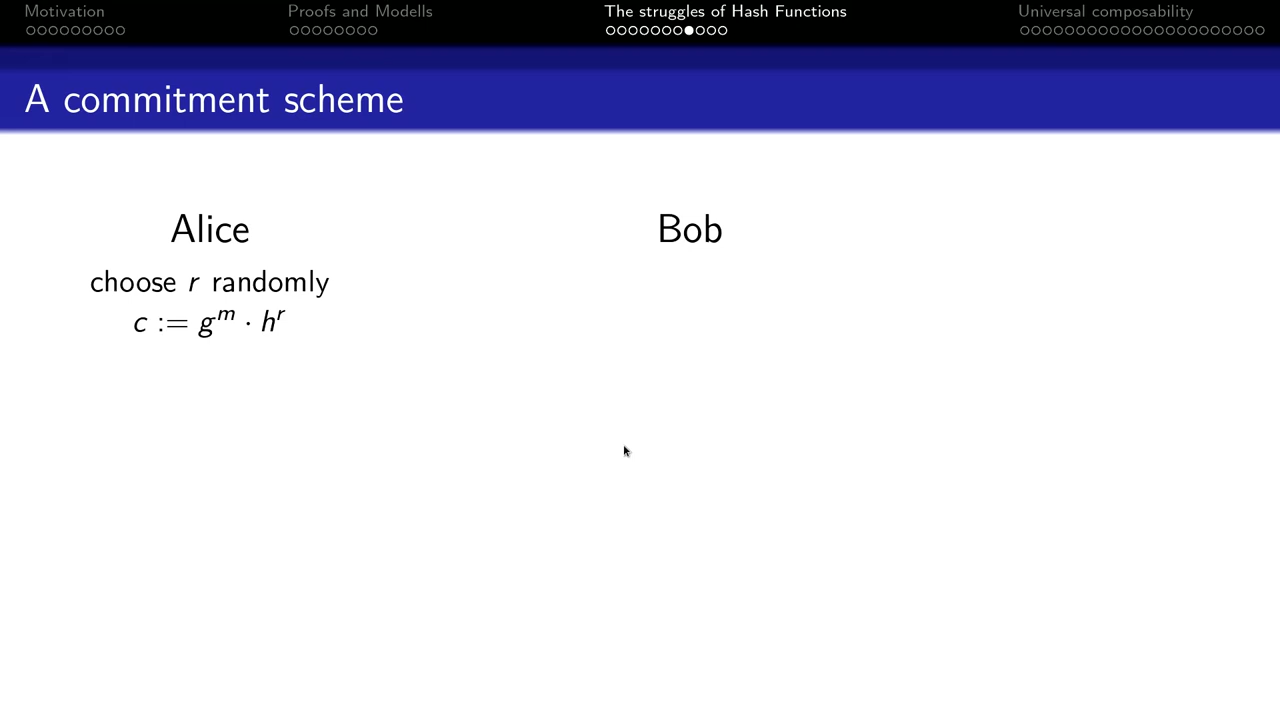 Motivation
Proofs and Modells
The struggles of Hash Functions
Universal composability
A commitment scheme
Alice
Bob
choose r randomly
c := g^m · h^r